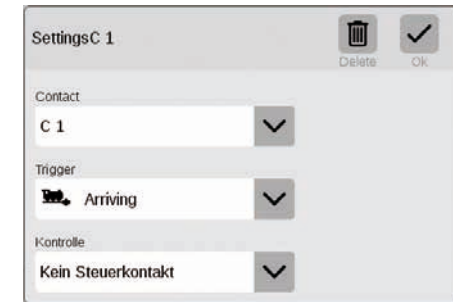 SettingsC 1
Delete Ok
Contact
C 1
Trigger
Arriving
Kontrolle
Kein Steuerkontakt